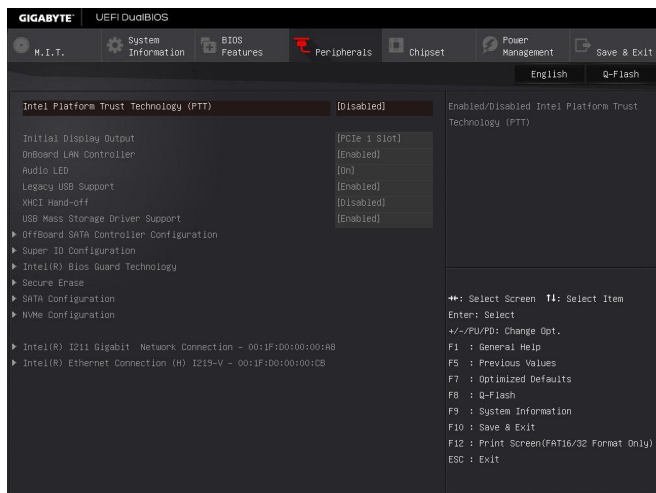 GIGABYTE™ UEFI DualBIOS
M.I.T.
System Information
BIOS Features
Peripherals
Chipset
Power Management
Save & Exit
English Q-Flash
Intel Platform Trust Technology (PTT) [Disabled]
Initial Display Output [PCIe 1 Slot]
OnBoard LAN Controller [Enabled]
Audio LED [On]
Legacy USB Support [Enabled]
XHCI Hand-off [Disabled]
USB Mass Storage Driver Support [Enabled]
▶ OffBoard SATA Controller Configuration
▶ Super IO Configuration
▶ Intel(R) Bios Guard Technology
▶ Secure Erase
▶ SATA Configuration
▶ NVMe Configuration
▶ Intel(R) I211 Gigabit Network Connection - 00:1F:D0:00:00:A8
▶ Intel(R) Ethernet Connection (H) I219-V - 00:1F:D0:00:00:CB
Enabled/Disabled Intel Platform Trust
Technology (PTT)
→←: Select Screen ↑↓: Select Item
Enter: Select
+/-/PU/PD: Change Opt.
F1 : General Help
F5 : Previous Values
F7 : Optimized Defaults
F8 : Q-Flash
F9 : System Information
F10 : Save & Exit
F12 : Print Screen(FAT16/32 Format Only)
ESC : Exit